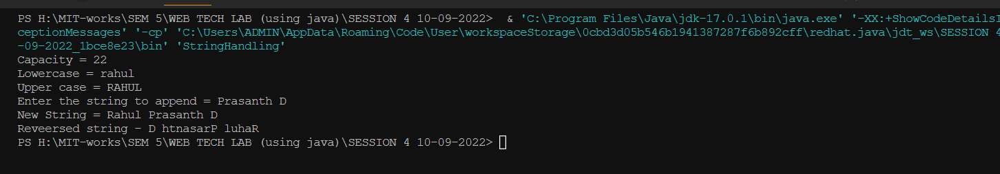 PS H:\MIT-works\SEM 5\WEB TECH LAB (using java)\SESSION 4 10-09-2022>  & 'C:\Program Files\Java\jdk-17.0.1\bin\java.exe' '-XX:+ShowCodeDetailsI
ceptionMessages' '-cp' 'C:\Users\ADMIN\AppData\Roaming\Code\User\workspaceStorage\0cbd3d05b546b1941387287f6b892cff\redhat.java\jdt_ws\SESSION 4
-09-2022_1bce8e23\bin' 'StringHandling'
Capacity = 22
Lowercase = rahul
Upper case = RAHUL
Enter the string to append = Prasanth D
New String = Rahul Prasanth D
Reveersed string - D htnasarP luhaR
PS H:\MIT-works\SEM 5\WEB TECH LAB (using java)\SESSION 4 10-09-2022>